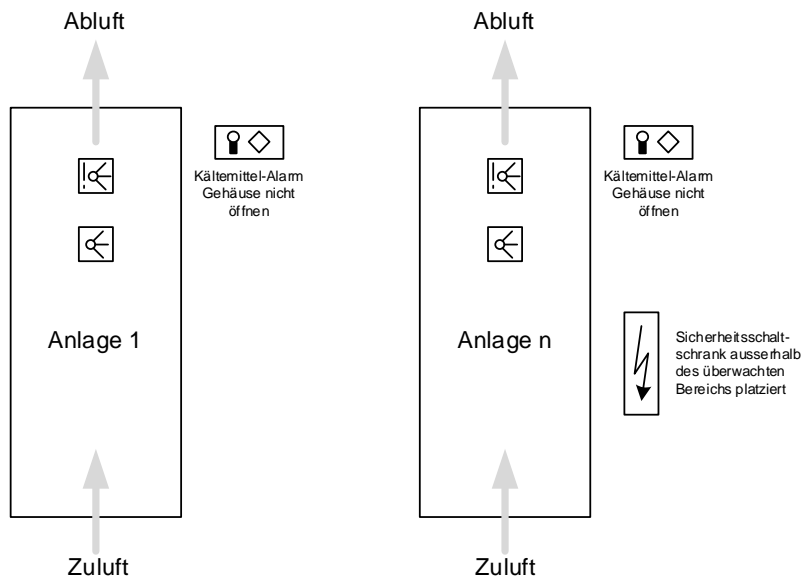 Abluft
Kältemittel-Alarm
Gehäuse nicht
öffnen
Anlage 1
Zuluft
Abluft
Kältemittel-Alarm
Gehäuse nicht
öffnen
Anlage n
Sicherheitsschalt-
schrank ausserhalb
des überwachten
Bereichs platziert
Zuluft